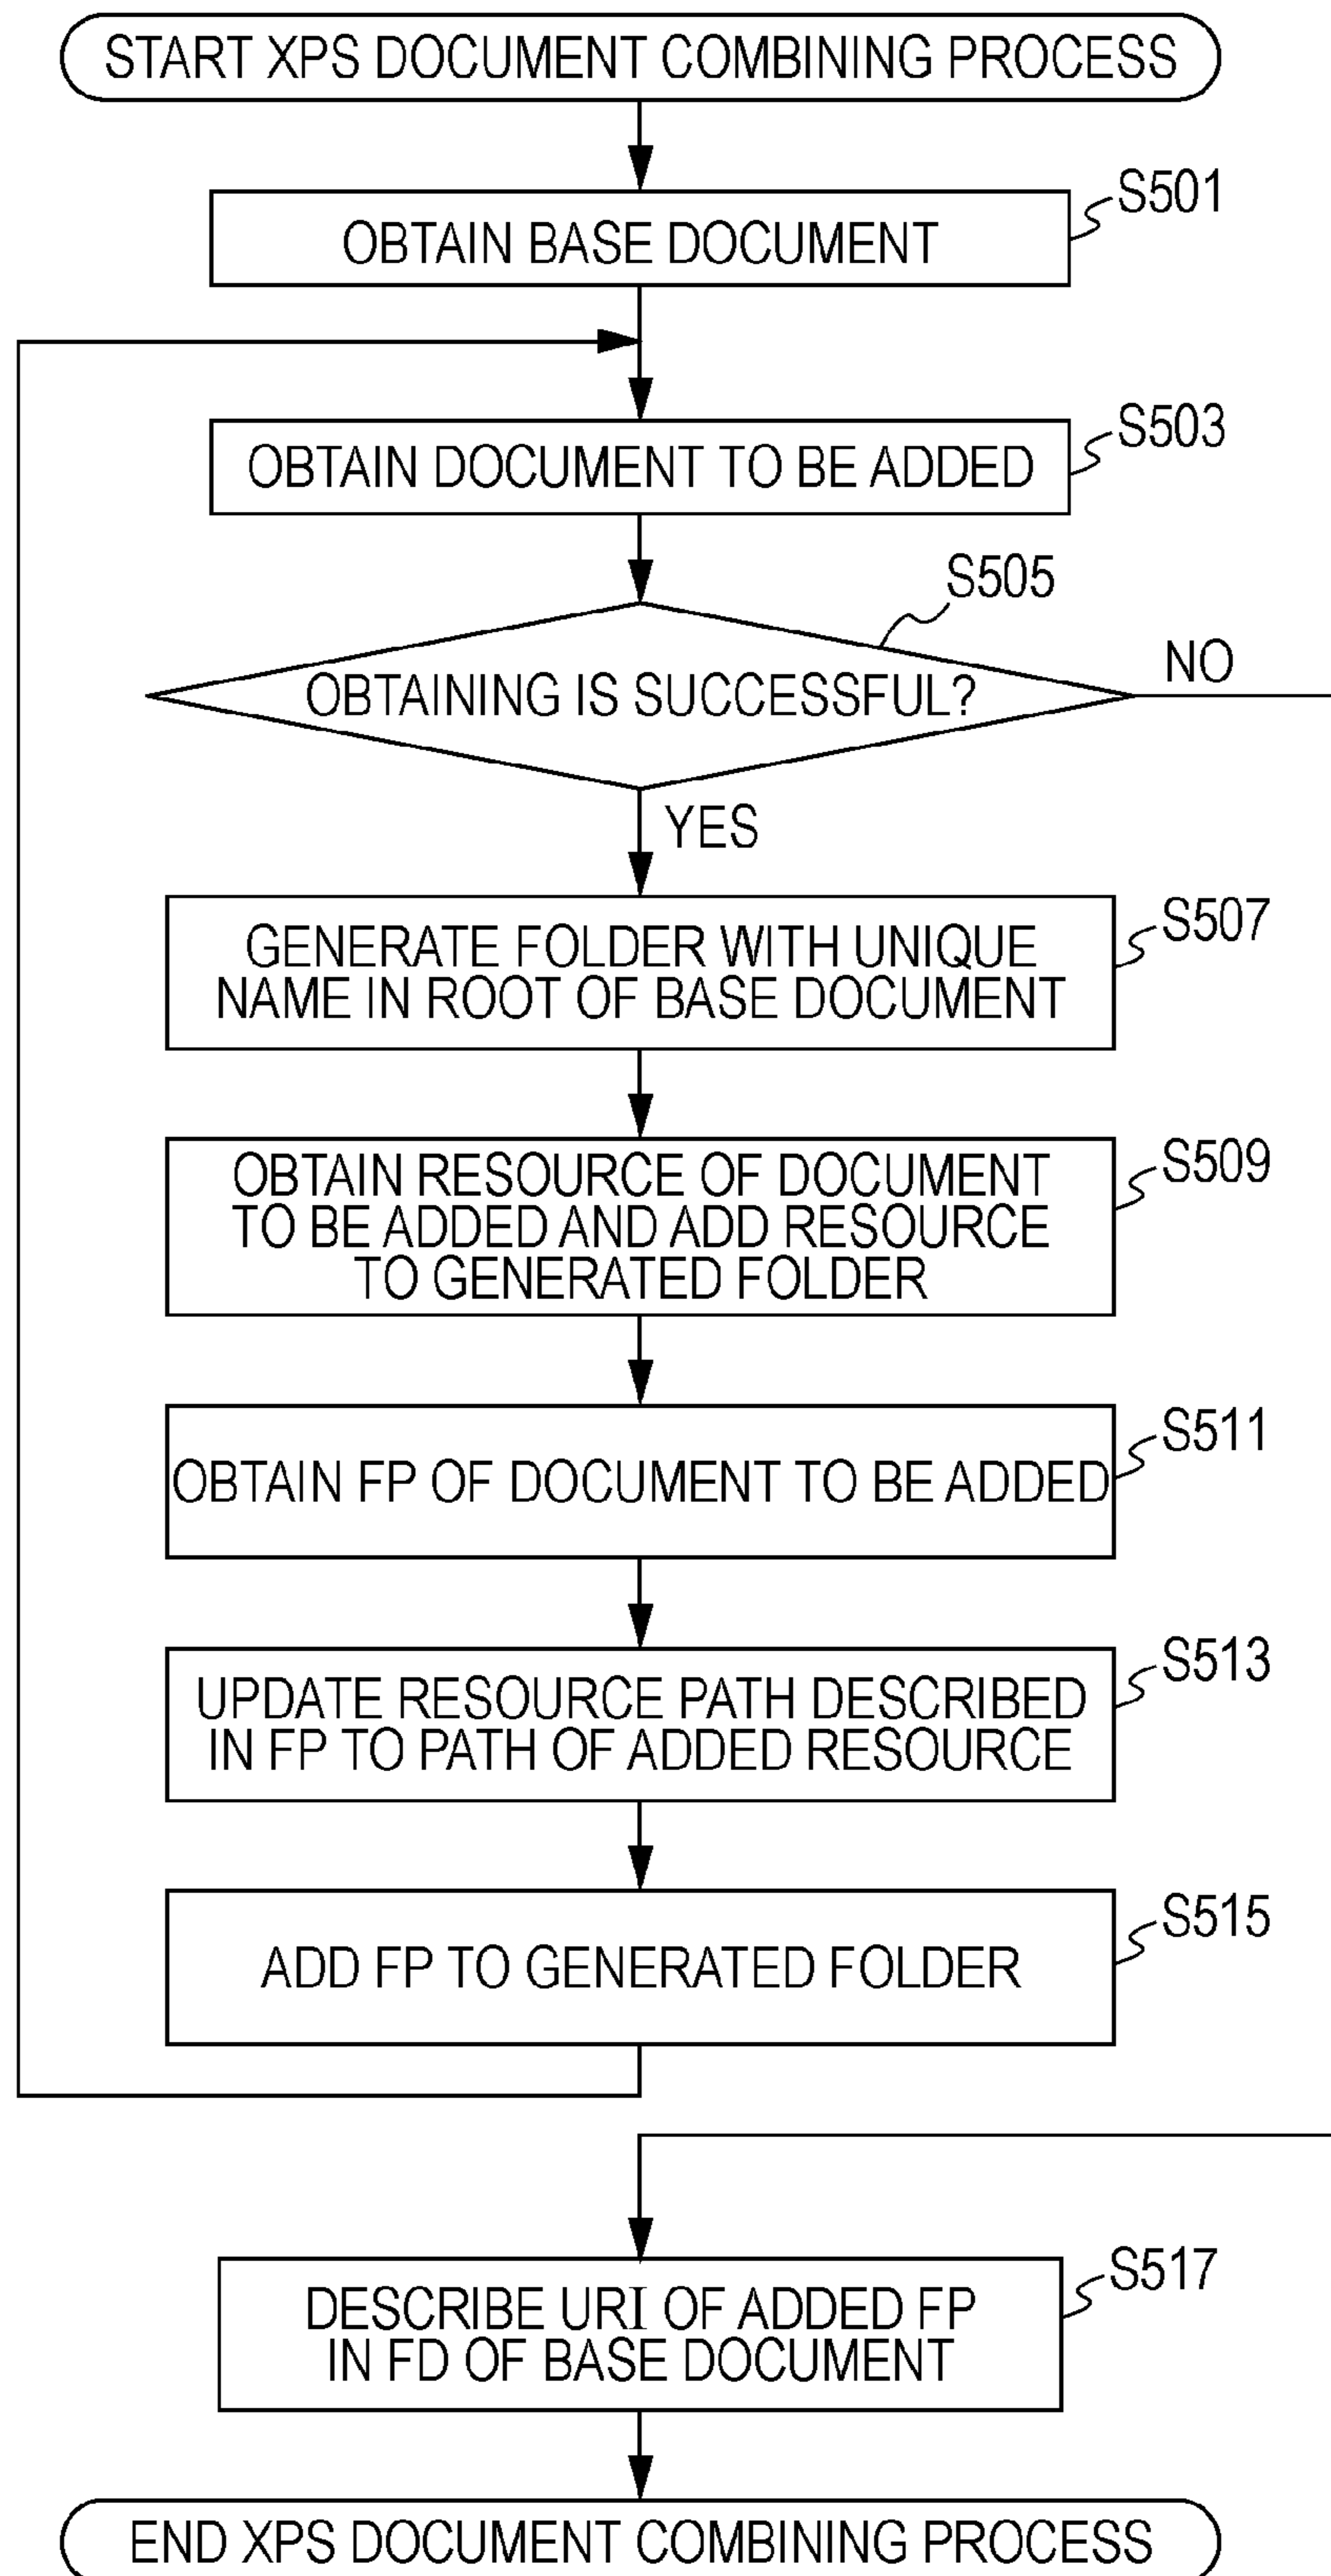 START XPS DOCUMENT COMBINING PROCESS
S501
OBTAIN BASE DOCUMENT
S503
OBTAIN DOCUMENT TO BE ADDED
S505
OBTAINING IS SUCCESSFUL?
NO
YES
S507
GENERATE FOLDER WITH UNIQUE
NAME IN ROOT OF BASE DOCUMENT
S509
OBTAIN RESOURCE OF DOCUMENT
TO BE ADDED AND ADD RESOURCE
TO GENERATED FOLDER
S511
OBTAIN FP OF DOCUMENT TO BE ADDED
S513
UPDATE RESOURCE PATH DESCRIBED
IN FP TO PATH OF ADDED RESOURCE
S515
ADD FP TO GENERATED FOLDER
S517
DESCRIBE URI OF ADDED FP
IN FD OF BASE DOCUMENT
END XPS DOCUMENT COMBINING PROCESS